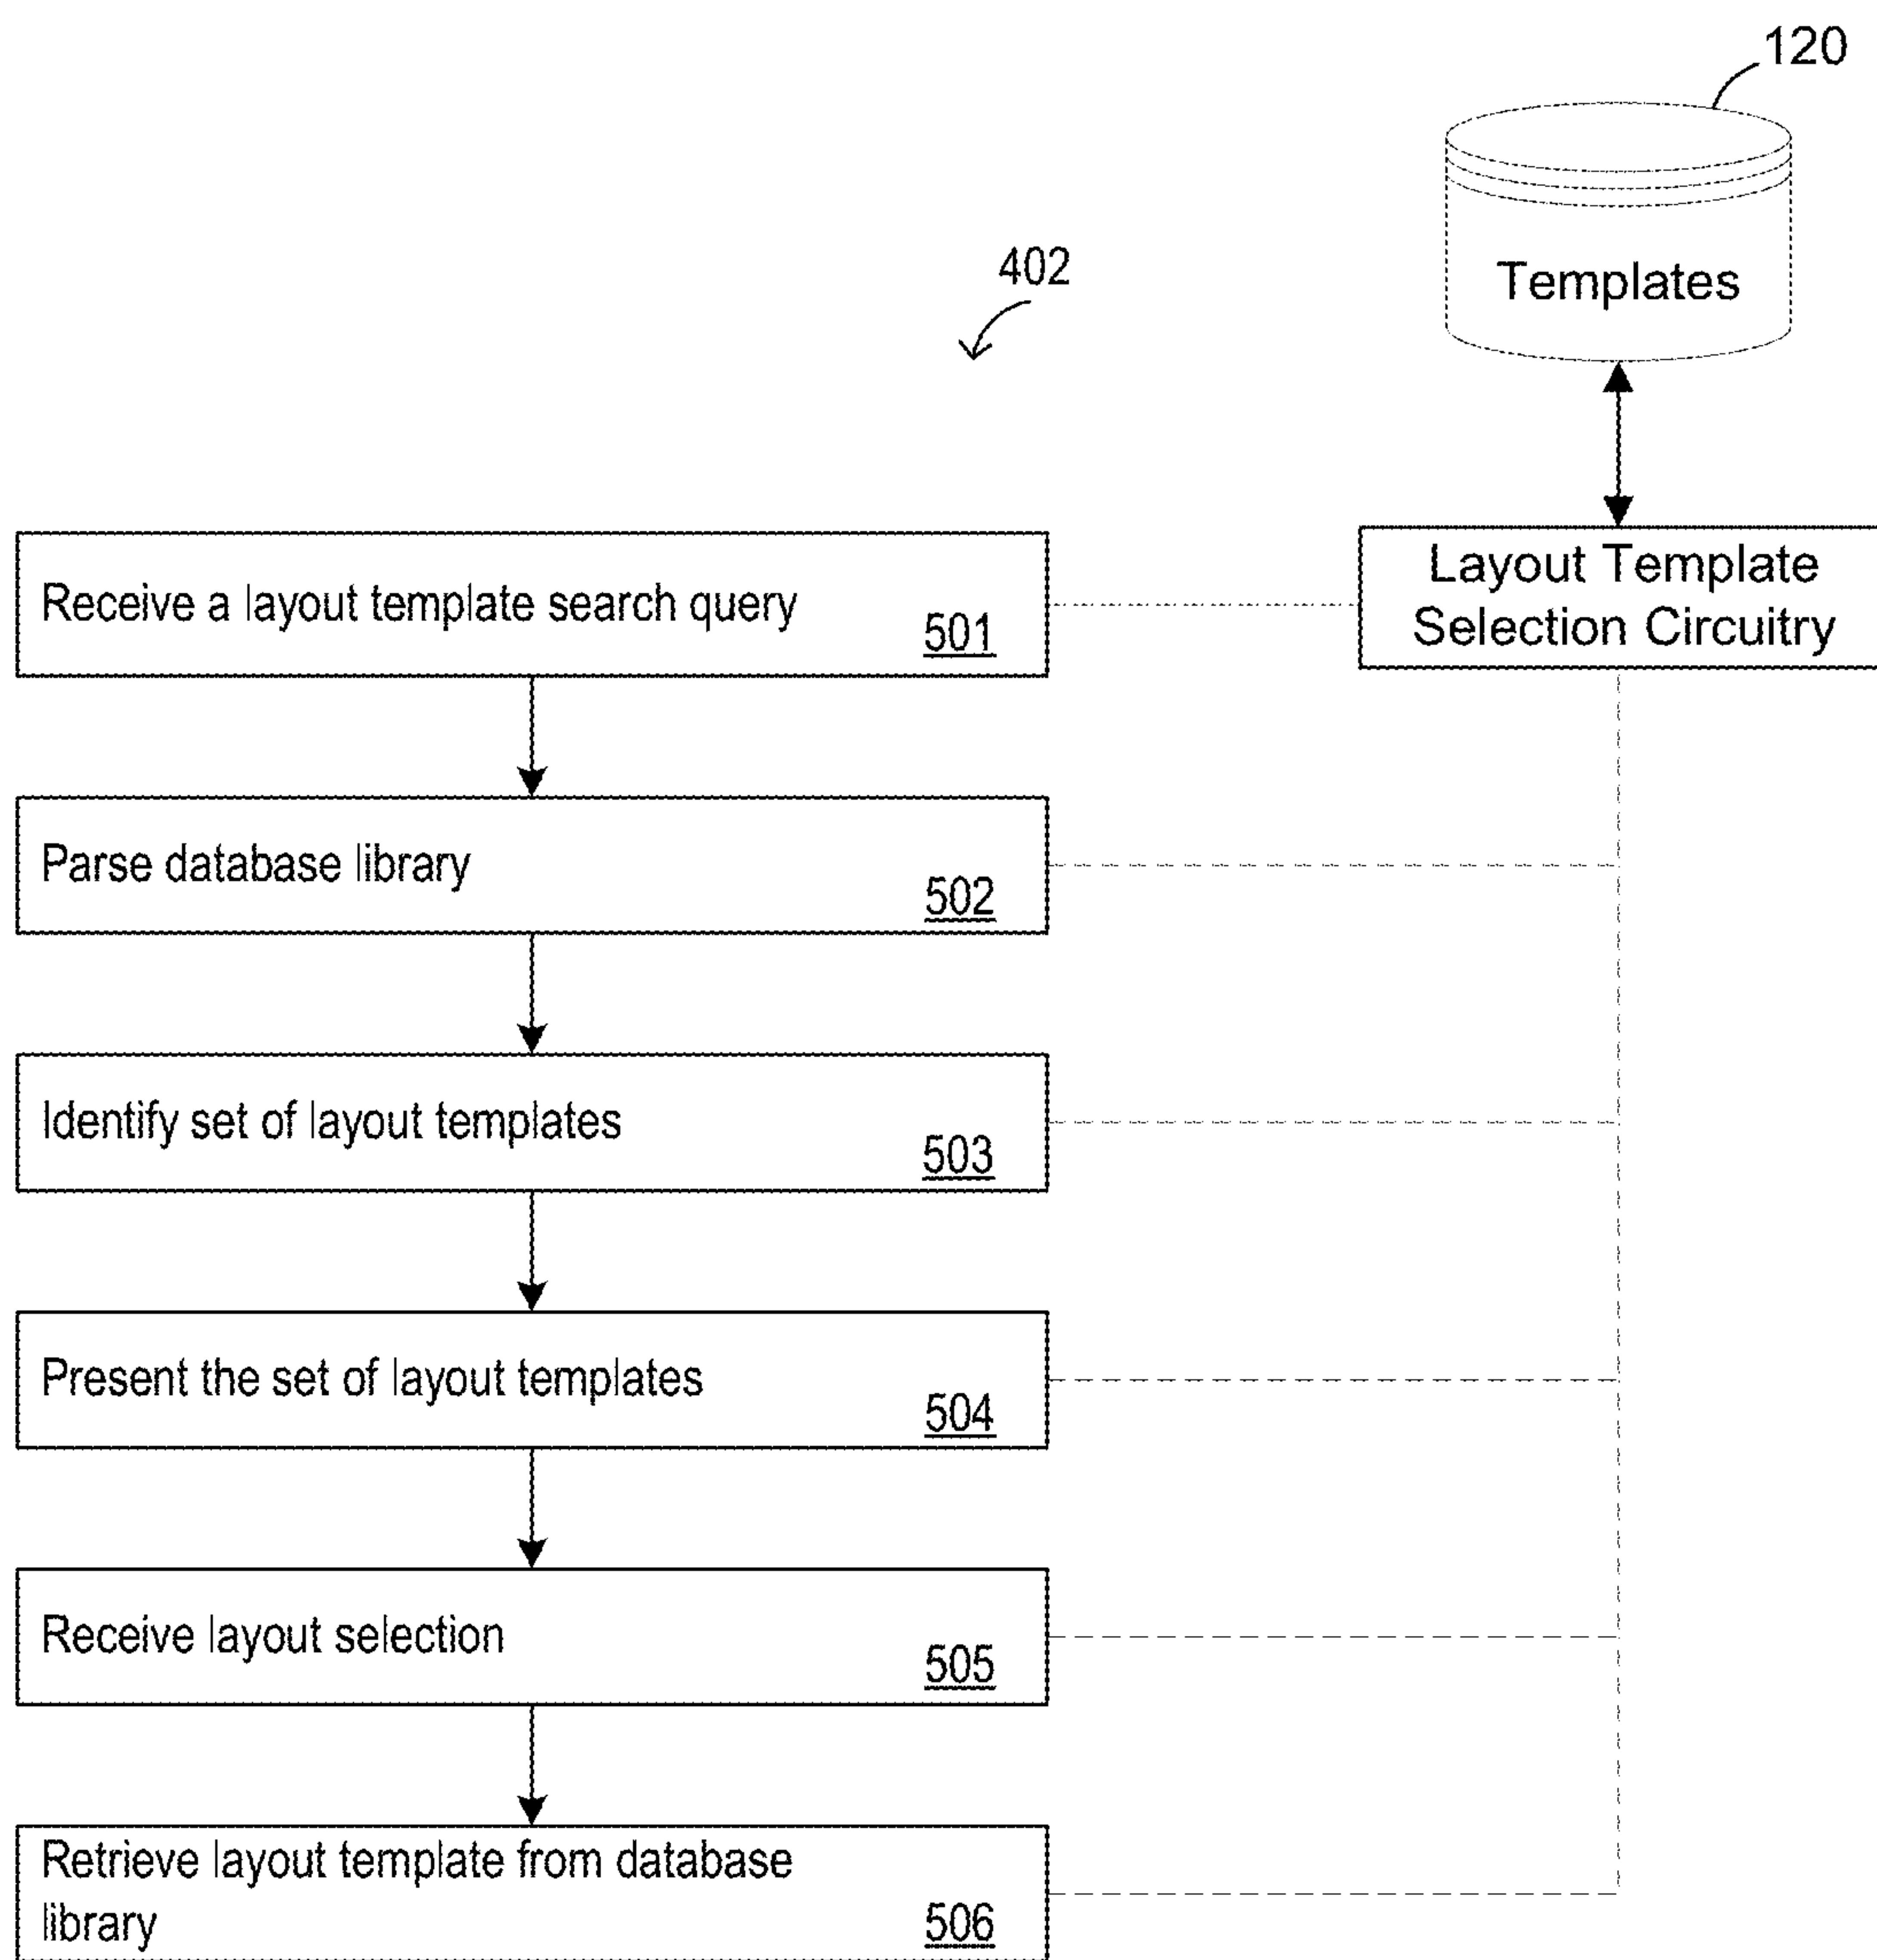 120
Templates
402
Layout Template
Selection Circuitry
Receive a layout template search query
501
Parse database library
502
Identify set of layout templates
503
Present the set of layout templates
504
Receive layout selection
505
Retrieve layout template from database
library
506